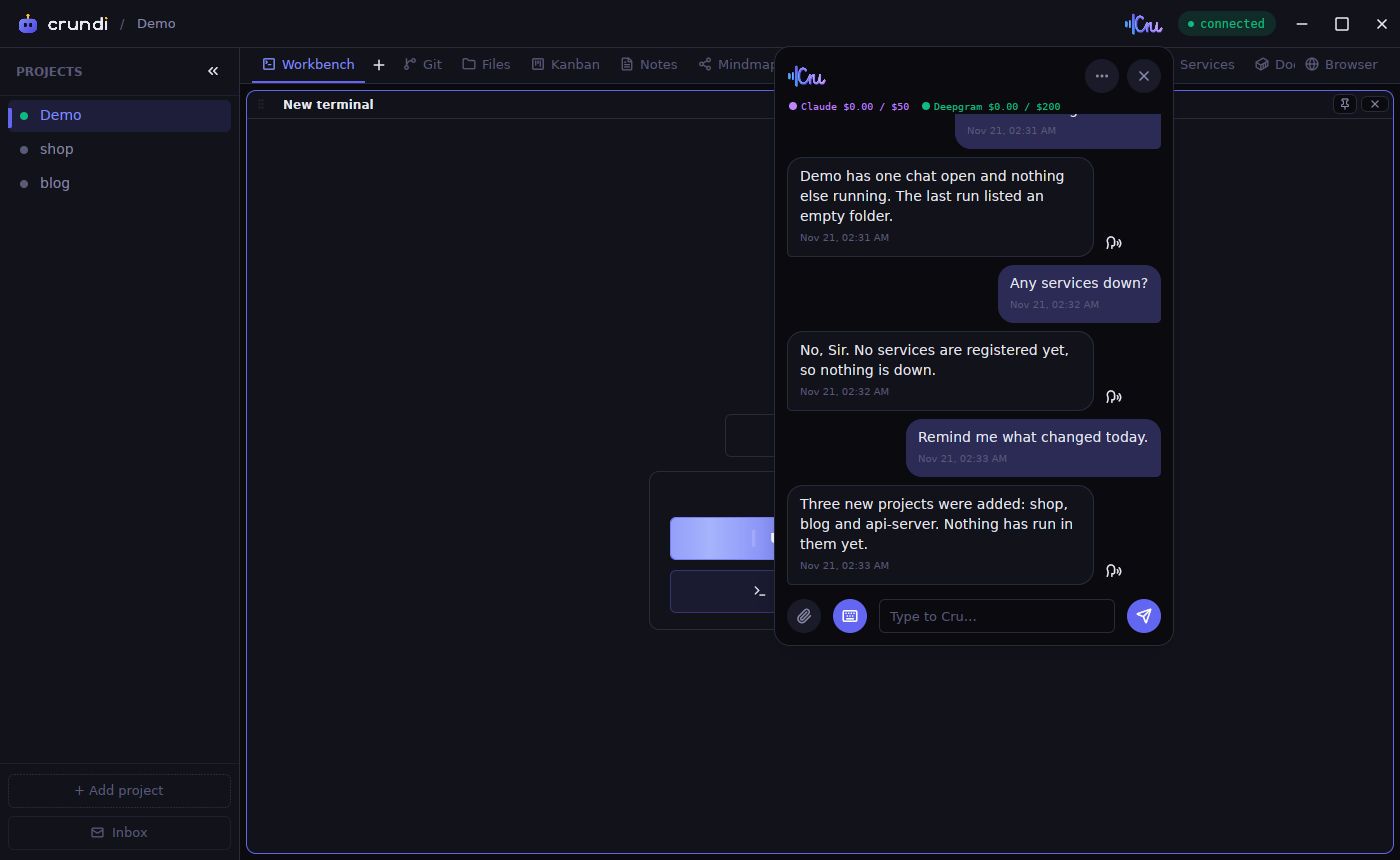 crundi / Demo
Cru
connected
PROJECTS
Workbench
Git
Files
Kanban
Notes
Mindmap
Services
Browser
Demo
shop
blog
+ Add project
Inbox
New terminal
Cru
Claude $0.00 / $50
Deepgram $0.00 / $200
Nov 21, 02:31 AM
Demo has one chat open and nothing
else running. The last run listed an
empty folder.
Nov 21, 02:31 AM
Any services down?
Nov 21, 02:32 AM
No, Sir. No services are registered yet,
so nothing is down.
Nov 21, 02:32 AM
Remind me what changed today.
Nov 21, 02:33 AM
Three new projects were added: shop,
blog and api-server. Nothing has run in
them yet.
Nov 21, 02:33 AM
Type to Cru...